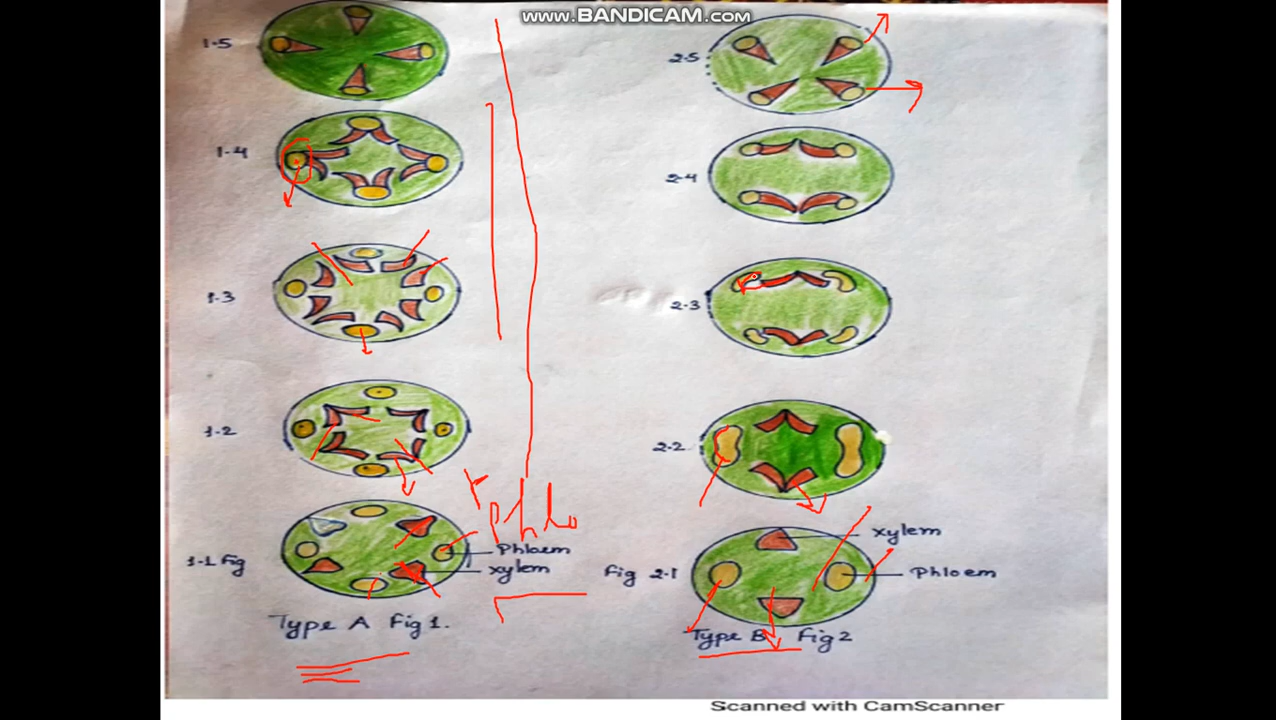 www.BANDICAM.com
1.5
1.4
1.3
1.2
1.1 Fig
Phloem
xylem
phlo
Type A Fig 1.
2.5
2.4
2.3
2.2
Fig 2.1
xylem
Phloem
Type B Fig 2
Scanned with CamScanner